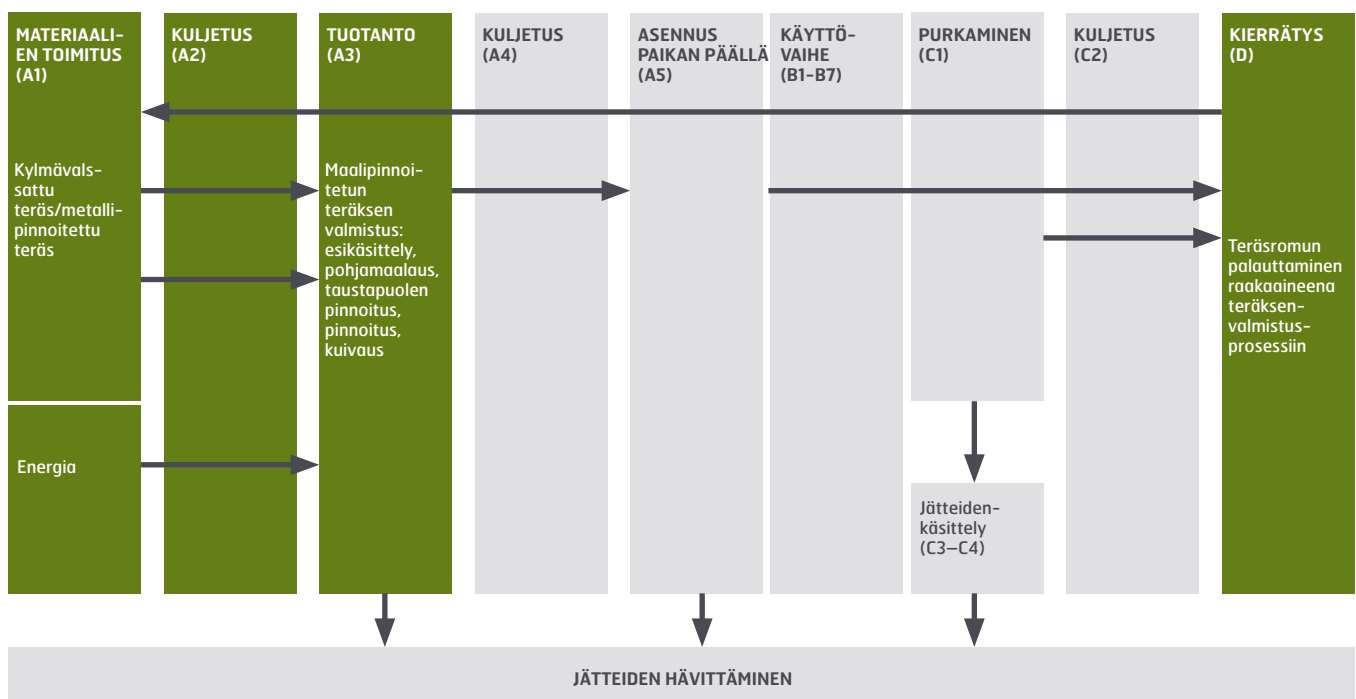 MATERIAALI-
EN TOIMITUS
(A1)
KULJETUS
(A2)
TUOTANTO
(A3)
KULJETUS
(A4)
ASENNUS
PAIKAN PÄÄLLÄ
(A5)
KÄYTTÖ-
VAIHE
(B1-B7)
PURKAMINEN
(C1)
KULJETUS
(C2)
KIERRÄTYS
(D)
Kylmävals-
sattu
teräs/metalli-
pinnoitettu
teräs
Maalipinnoi-
tetun
teräksen
valmistus:
esikäsittely,
pohjamaalaus,
taustapuolen
pinnoitus,
pinnoitus,
kuivaus
Teräsromun
palauttaminen
raakaaineena
teräksen-
valmistus-
prosessiin
Energia
Jätteiden-
käsittely
(C3–C4)
JÄTTEIDEN HÄVITTÄMINEN